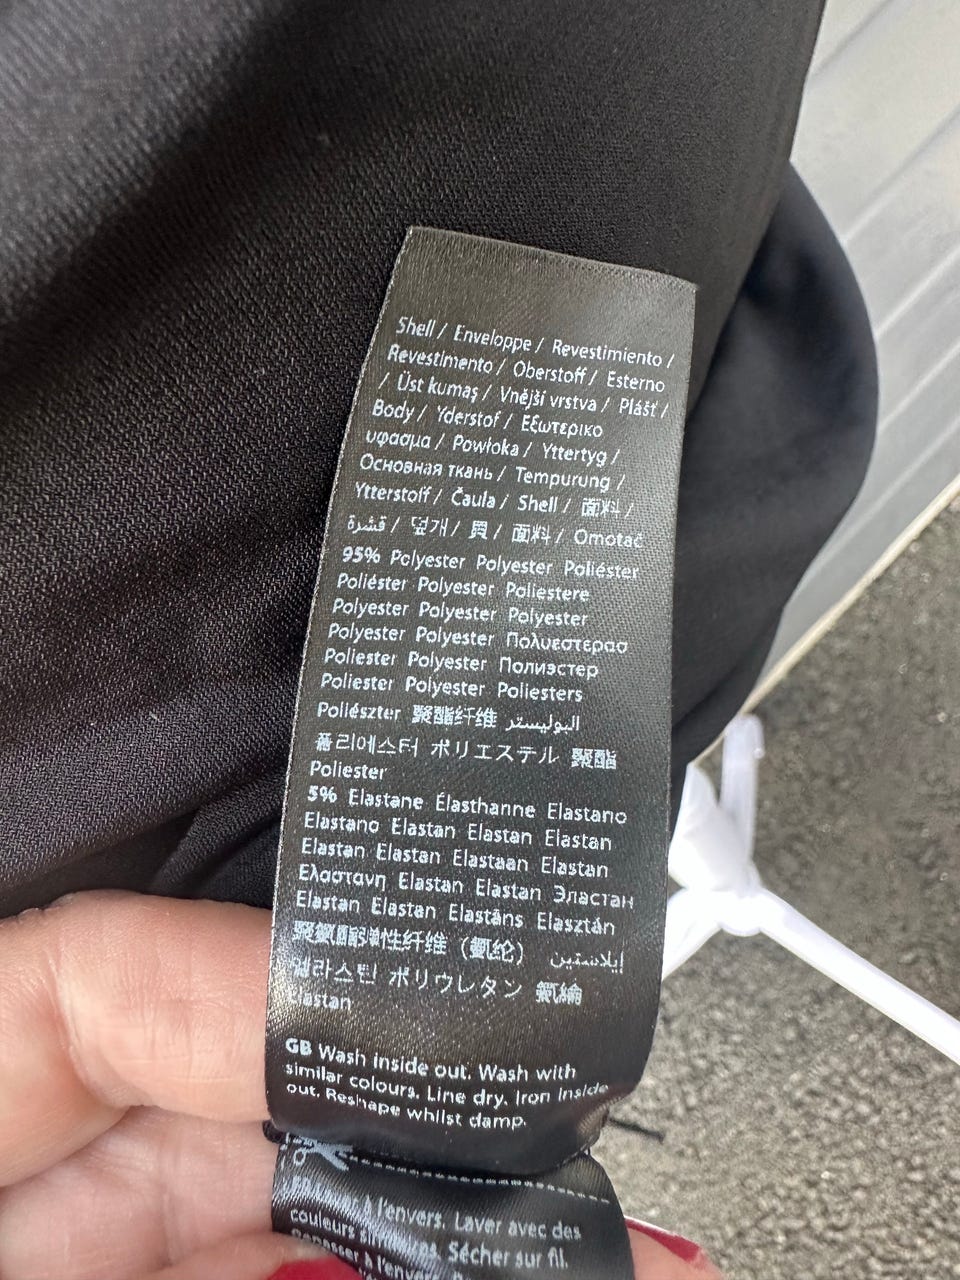 Shell / Enveloppe / Revestimiento /
Revestimento / Oberstoff / Esterno
/ Üst kumaş / Vnější vrstva / Plášť /
Body / Yderstof / Εξωτερικο
υφασμα / Powłoka / Yttertyg /
Основная ткань / Tempurung /
Ytterstoff / Čaula / Shell / 面料 /
قشرة / 덮개 / 貝 / 面料 / Omotač
95% Polyester Polyester Poliéster
Poliéster Polyester Poliestere
Polyester Polyester Polyester
Polyester Polyester Πολυεστερασ
Poliester Polyester Полиэстер
Poliester Polyester Poliesters
Poliészter 聚酯纤维 البوليستر
폴리에스터 ポリエステル 聚酯
Poliester
5% Elastane Élasthanne Elastano
Elastano Elastan Elastan Elastan
Elastan Elastan Elastaan Elastan
Ελαστανη Elastan Elastan Эластан
Elastan Elastan Elastāns Elasztán
聚氨酯弹性纤维（氨纶） إيلاستين
엘라스틴 ポリウレタン 氨綸
Elastan
GB Wash inside out. Wash with
similar colours. Line dry. Iron Inside
out. Reshape whilst damp.
à l'envers. Laver avec des
couleurs similaires. Sécher sur fil.
Repasser à l'envers.